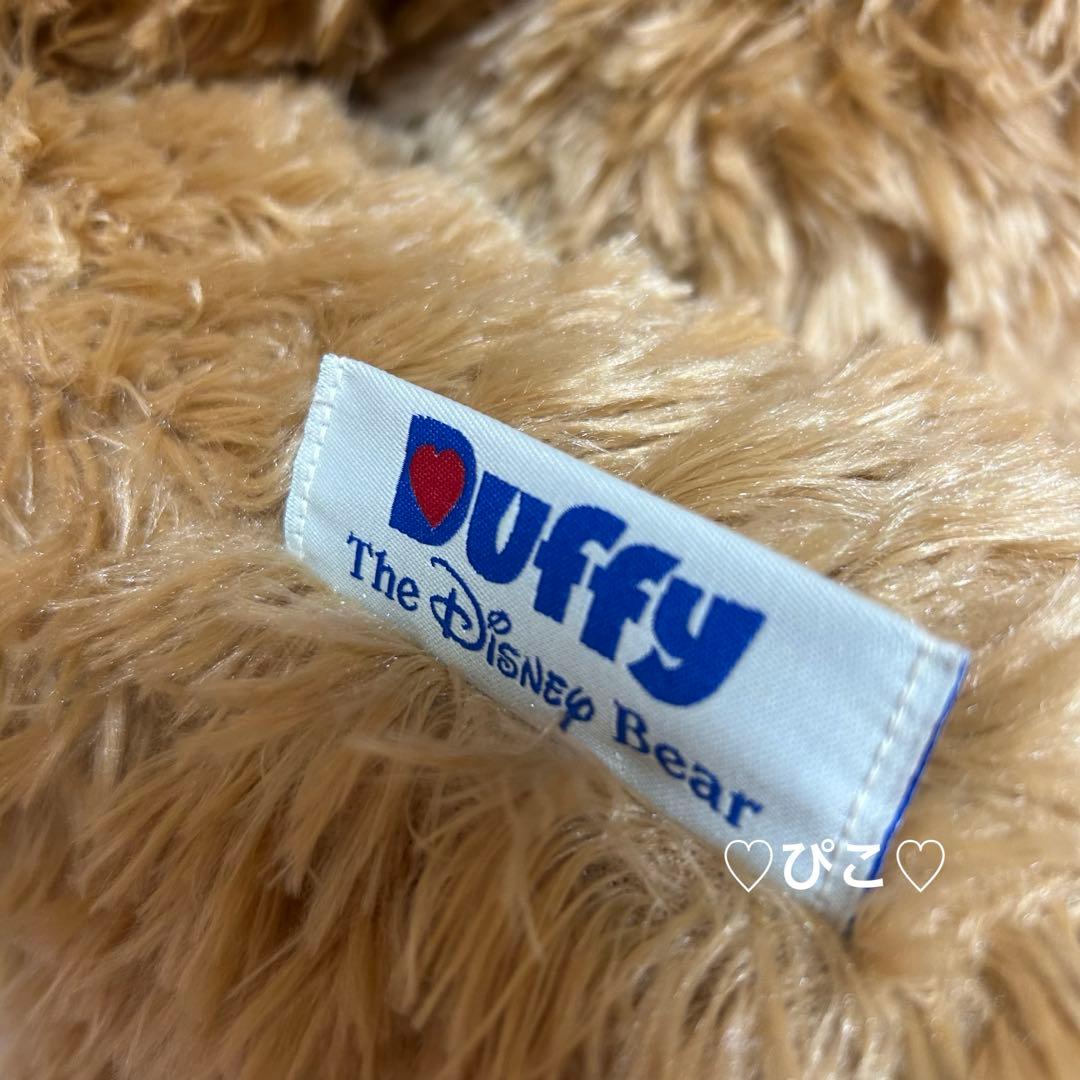 Duffy
The Disney Bear
♡ぴこ♡